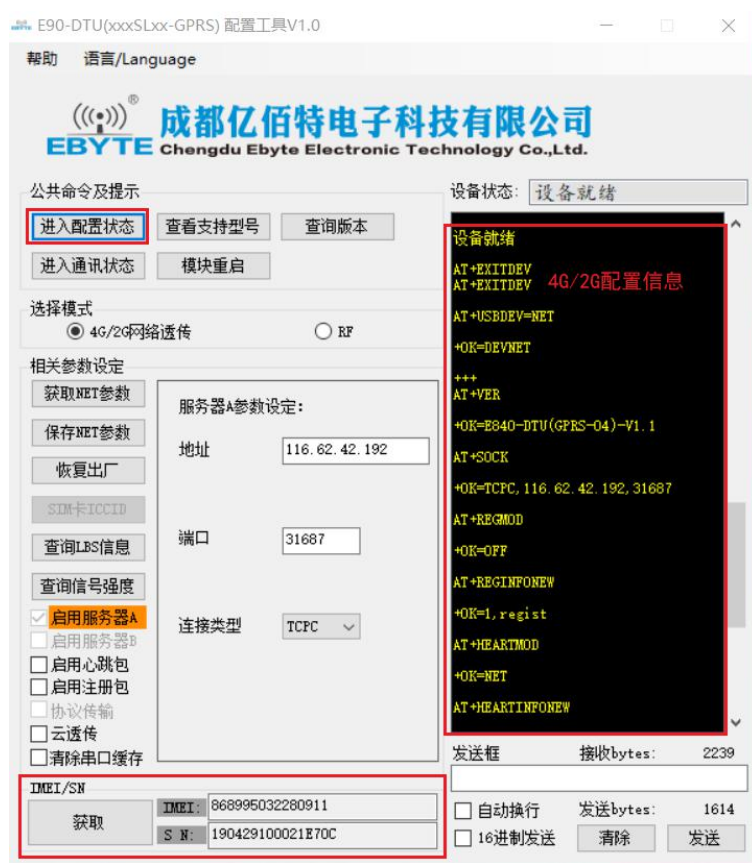 E90-DTU(xxxSLxx-GPRS) 配置工具V1.0
帮助 语言/Language
®
EBYTE
成都亿佰特电子科技有限公司
Chengdu Ebyte Electronic Technology Co.,Ltd.
公共命令及提示
进入配置状态 查看支持型号 查询版本
进入通讯状态 模块重启
选择模式
4G/2G网络透传 RF
相关参数设定
获取NET参数
保存NET参数
恢复出厂
SIM卡ICCID
查询LBS信息
查询信号强度
启用服务器A
启用服务器B
启用心跳包
启用注册包
协议传输
云透传
清除串口缓存
服务器A参数设定:
地址 116.62.42.192
端口 31687
连接类型 TCPC
IMEI/SN
获取
IMEI: 868995032280911
S N: 190429100021E70C
设备状态: 设备就绪
设备就绪
AT+EXITDEV
AT+EXITDEV
4G/2G配置信息
AT+USBDEV=NET
+OK=DEVNET
+++
AT+VER
+OK=E840-DTU(GPRS-04)-V1.1
AT+SOCK
+OK=TCPC,116.62.42.192,31687
AT+REGMOD
+OK=OFF
AT+REGINFONEW
+OK=1,regist
AT+HEARTMOD
+OK=NET
AT+HEARTINFONEW
发送框 接收bytes: 2239
自动换行 发送bytes: 1614
16进制发送 清除 发送